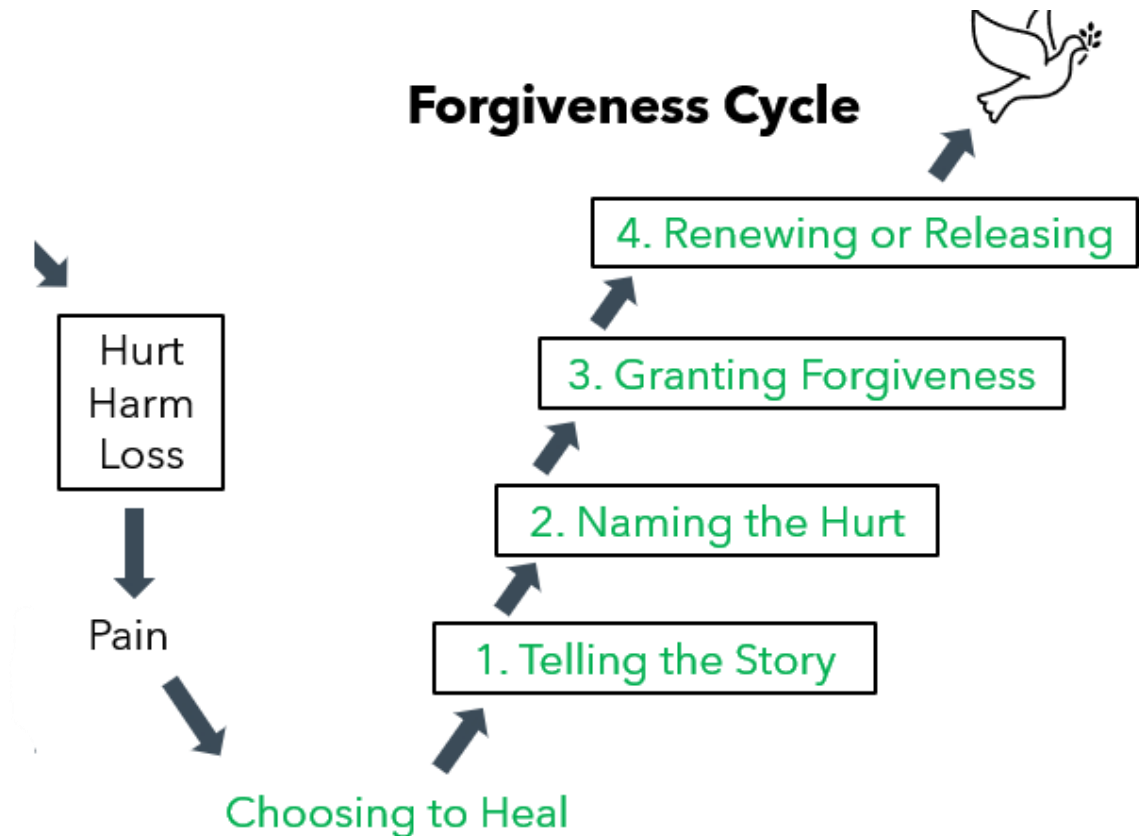 Forgiveness Cycle
Hurt
Harm
Loss
Pain
Choosing to Heal
1. Telling the Story
2. Naming the Hurt
3. Granting Forgiveness
4. Renewing or Releasing